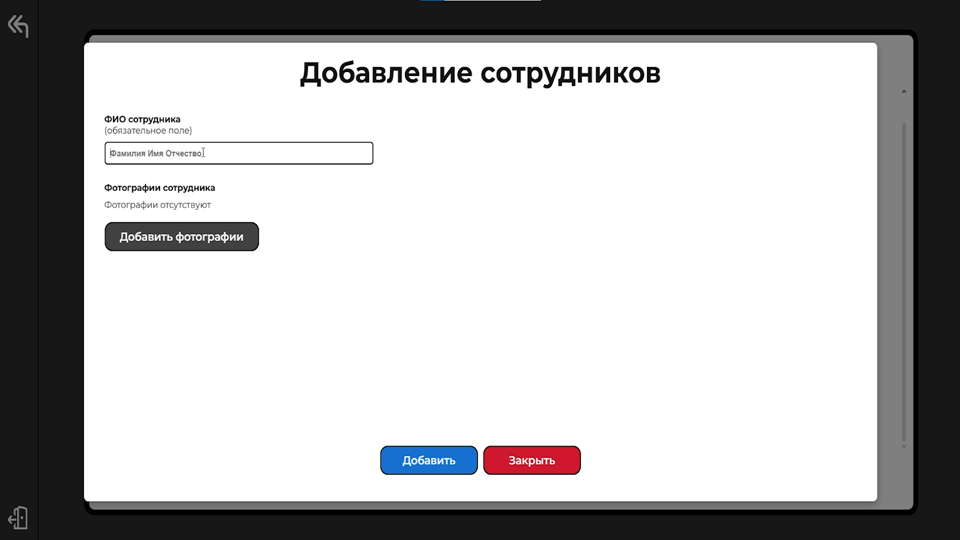 Добавление сотрудников
ФИО сотрудника
(обязательное поле)
Фамилия Имя Отчество
Фотографии сотрудника
Фотографии отсутствуют
Добавить фотографии
Добавить
Закрыть